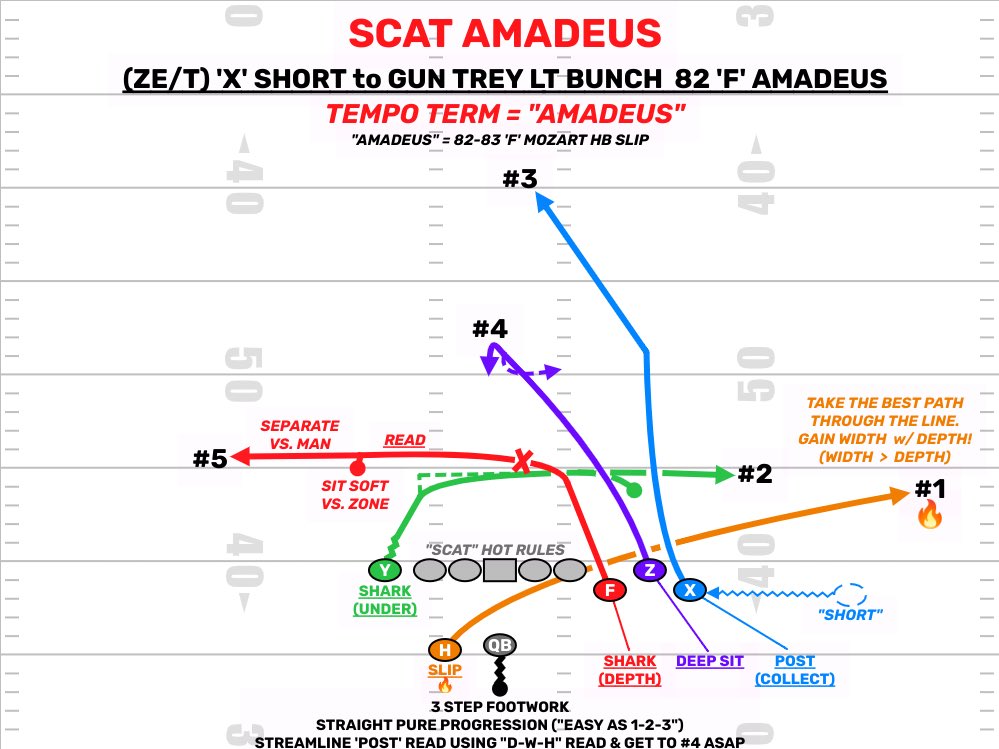 SCAT AMADEUS
(ZE/T) 'X' SHORT to GUN TREY LT BUNCH 82 'F' AMADEUS
TEMPO TERM = "AMADEUS"
"AMADEUS" = 82-83 'F' MOZART HB SLIP
0
3
40
40
#3
#4
50
50
TAKE THE BEST PATH
THROUGH THE LINE.
GAIN WIDTH w/ DEPTH!
(WIDTH > DEPTH)
SEPARATE
VS. MAN
READ
#5
SIT SOFT
VS. ZONE
X
#2
#1
"SCAT" HOT RULES
40
40
Y
SHARK
(UNDER)
F
Z
X
"SHORT"
H
SLIP
QB
SHARK
(DEPTH)
DEEP SIT
POST
(COLLECT)
3 STEP FOOTWORK
STRAIGHT PURE PROGRESSION ("EASY AS 1-2-3")
STREAMLINE 'POST' READ USING "D-W-H" READ & GET TO #4 ASAP
3
0